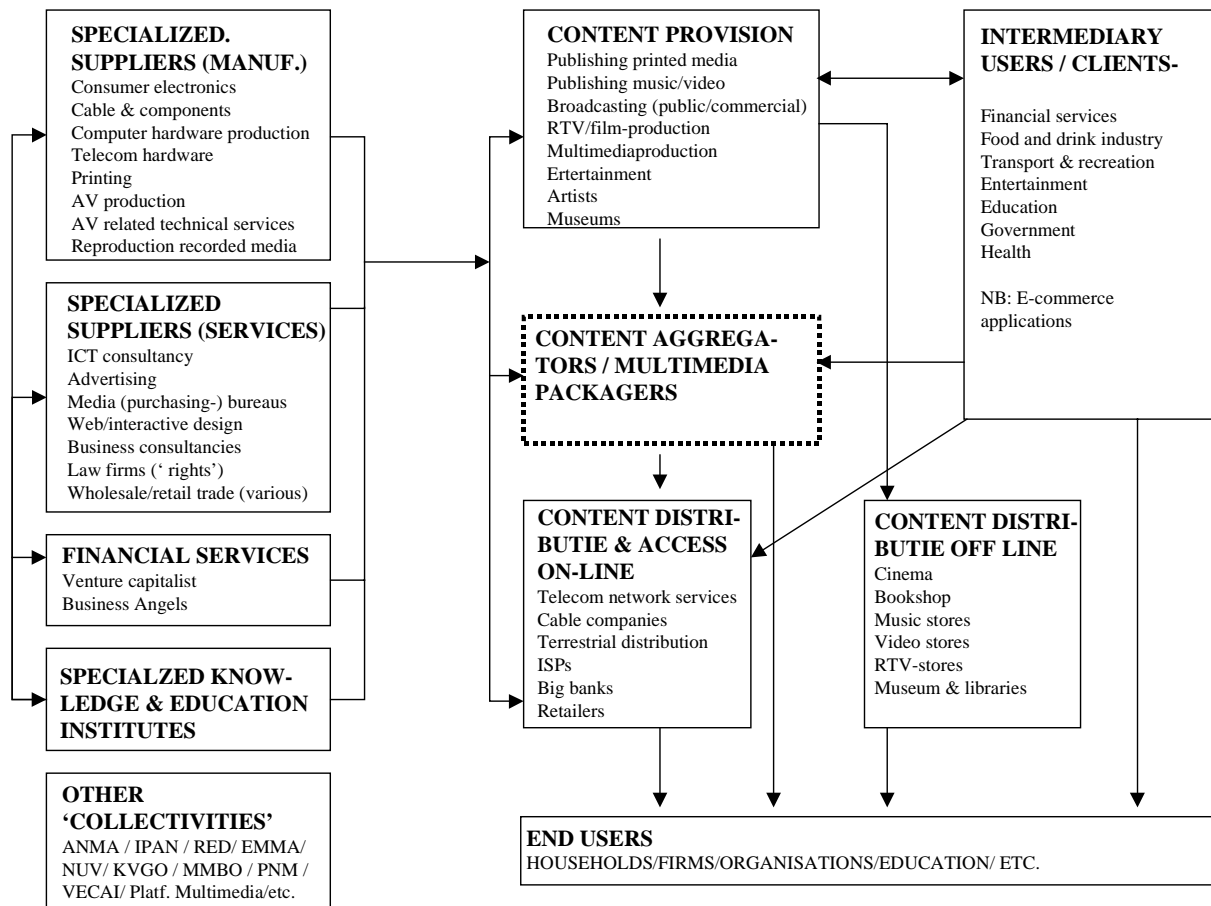 SPECIALIZED.
SUPPLIERS (MANUF.)
Consumer electronics
Cable & components
Computer hardware production
Telecom hardware
Printing
AV production
AV related technical services
Reproduction recorded media
SPECIALIZED
SUPPLIERS (SERVICES)
ICT consultancy
Advertising
Media (purchasing-) bureaus
Web/interactive design
Business consultancies
Law firms (‘ rights’)
Wholesale/retail trade (various)
FINANCIAL SERVICES
Venture capitalist
Business Angels
SPECIALZED KNOW-
LEDGE & EDUCATION
INSTITUTES
OTHER
‘COLLECTIVITIES’
ANMA / IPAN / RED/ EMMA/
NUV/ KVGO / MMBO / PNM /
VECAI/ Platf. Multimedia/etc.
CONTENT PROVISION
Publishing printed media
Publishing music/video
Broadcasting (public/commercial)
RTV/film-production
Multimediaproduction
Ertertainment
Artists
Museums
CONTENT AGGREGA-
TORS / MULTIMEDIA
PACKAGERS
CONTENT DISTRI-
BUTIE & ACCESS
ON-LINE
Telecom network services
Cable companies
Terrestrial distribution
ISPs
Big banks
Retailers
INTERMEDIARY
USERS / CLIENTS-
Financial services
Food and drink industry
Transport & recreation
Entertainment
Education
Government
Health
NB: E-commerce
applications
CONTENT DISTRI-
BUTIE OFF LINE
Cinema
Bookshop
Music stores
Video stores
RTV-stores
Museum & libraries
END USERS
HOUSEHOLDS/FIRMS/ORGANISATIONS/EDUCATION/ ETC.